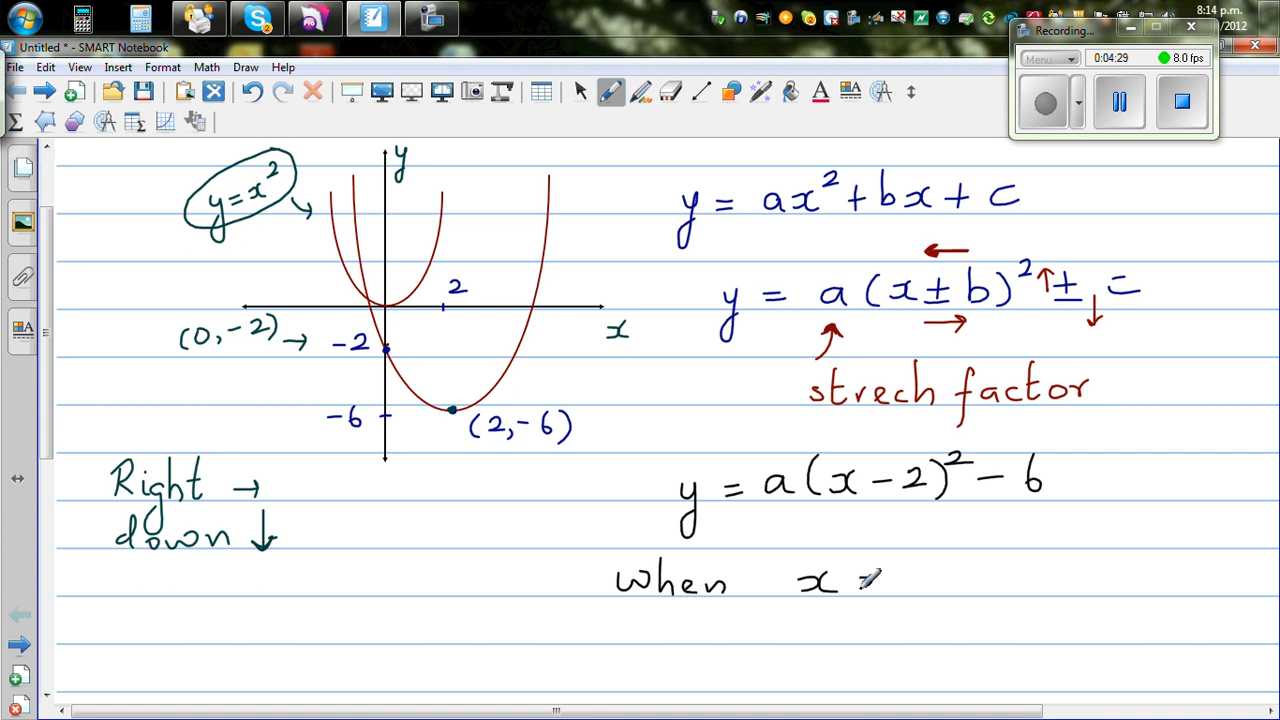 8:14 p.m.
/2012
Untitled * - SMART Notebook
Recording...
File Edit View Insert Format Math Draw Help
Menu
0:04:29
8.0 fps
y
y = x²
y = ax² + bx + c
2
y = a(x ± b)² ± c
(0, -2) →
-2
x
strech factor
-6
(2, -6)
Right →
y = a(x - 2)² - 6
down ↓
when x =